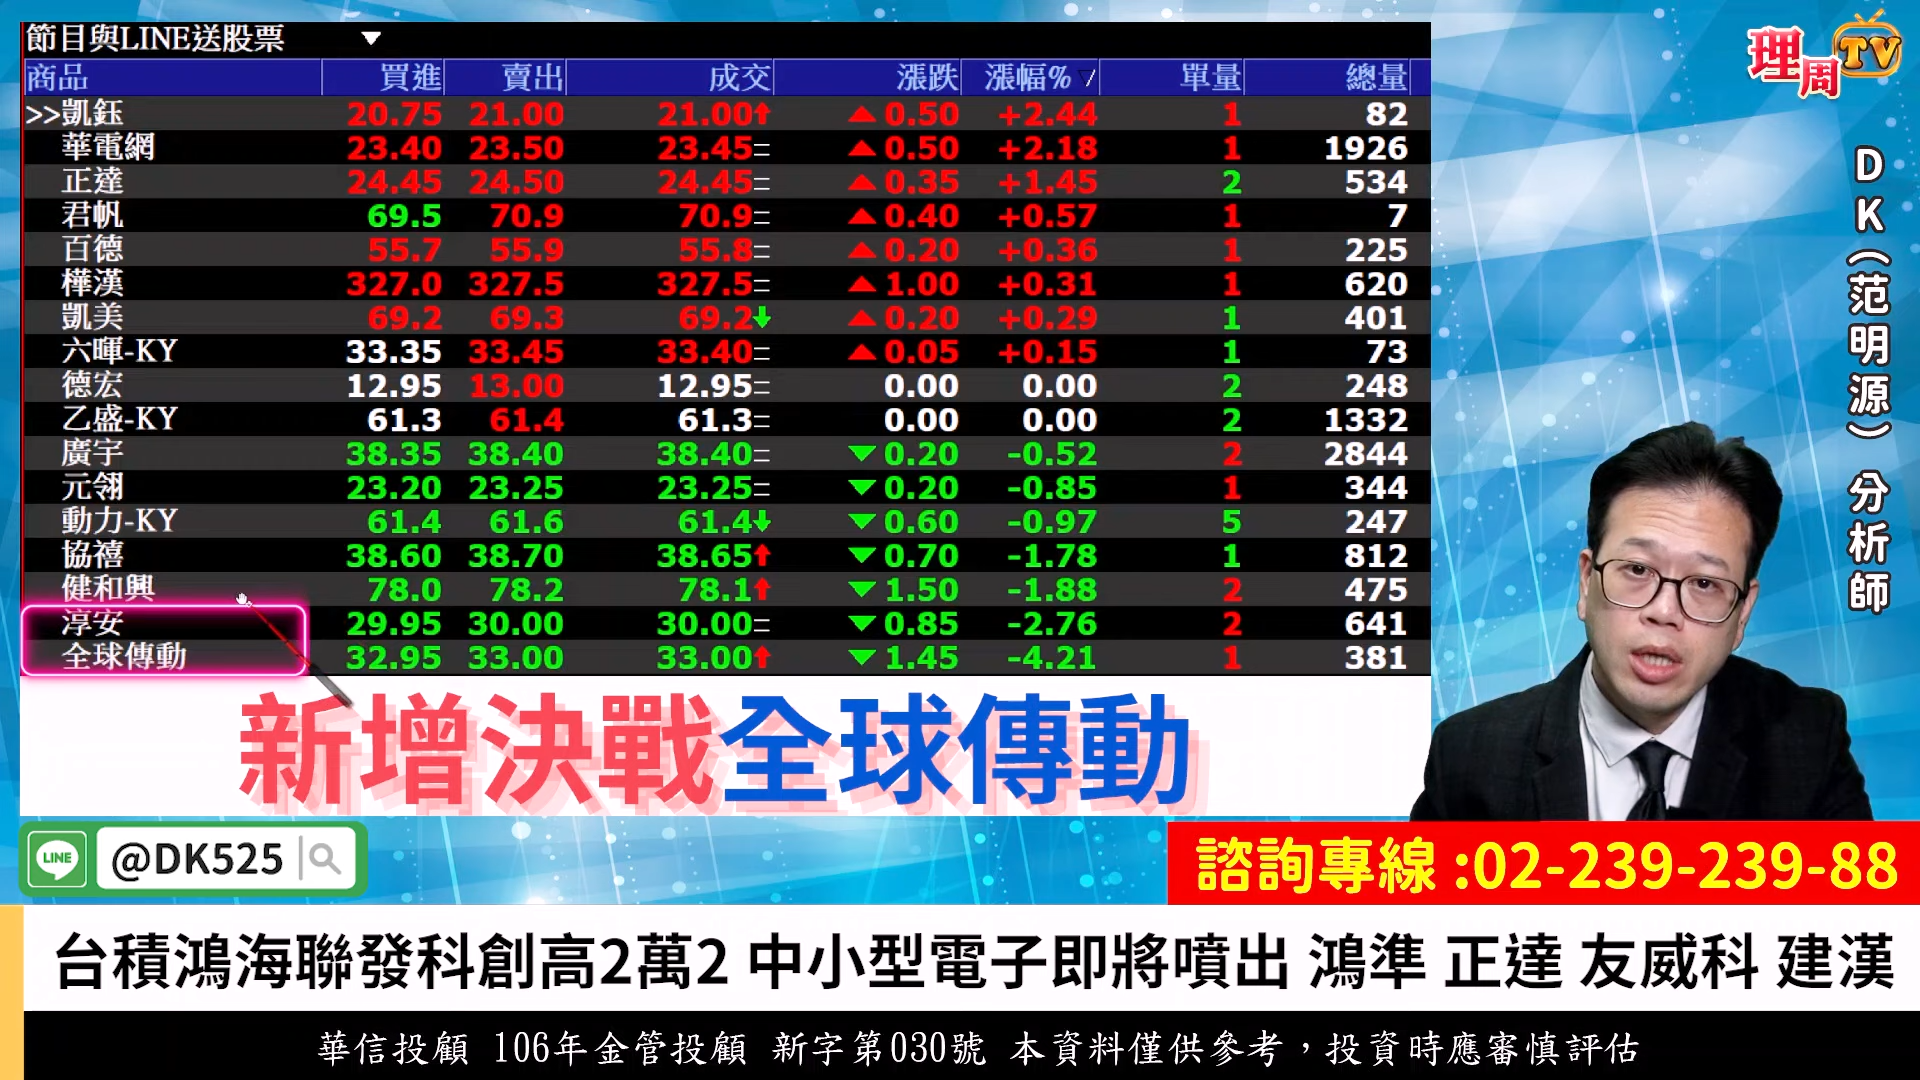 節目與LINE送股票 ▼
商品 買進 賣出 成交 漲跌 漲幅% ▽ 單量 總量
>>凱鈺 20.75 21.00 21.00↑ ▲ 0.50 +2.44 1 82
華電網 23.40 23.50 23.45= ▲ 0.50 +2.18 1 1926
正達 24.45 24.50 24.45= ▲ 0.35 +1.45 2 534
君帆 69.5 70.9 70.9= ▲ 0.40 +0.57 1 7
百德 55.7 55.9 55.8= ▲ 0.20 +0.36 1 225
樺漢 327.0 327.5 327.5= ▲ 1.00 +0.31 1 620
凱美 69.2 69.3 69.2↓ ▲ 0.20 +0.29 1 401
六暉-KY 33.35 33.45 33.40= ▲ 0.05 +0.15 1 73
德宏 12.95 13.00 12.95= 0.00 0.00 2 248
乙盛-KY 61.3 61.4 61.3= 0.00 0.00 2 1332
廣宇 38.35 38.40 38.40= ▼ 0.20 -0.52 2 2844
元翎 23.20 23.25 23.25= ▼ 0.20 -0.85 1 344
動力-KY 61.4 61.6 61.4↓ ▼ 0.60 -0.97 5 247
協禧 38.60 38.70 38.65↑ ▼ 0.70 -1.78 1 812
健和興 78.0 78.2 78.1↑ ▼ 1.50 -1.88 2 475
淳安 29.95 30.00 30.00= ▼ 0.85 -2.76 2 641
全球傳動 32.95 33.00 33.00↑ ▼ 1.45 -4.21 1 381
新增決戰全球傳動
理周TV
DK(范明源) 分析師
LINE @DK525
諮詢專線:02-239-239-88
台積鴻海聯發科創高2萬2 中小型電子即將噴出 鴻準 正達 友威科 建漢
華信投顧 106年金管投顧 新字第030號 本資料僅供參考，投資時應審慎評估